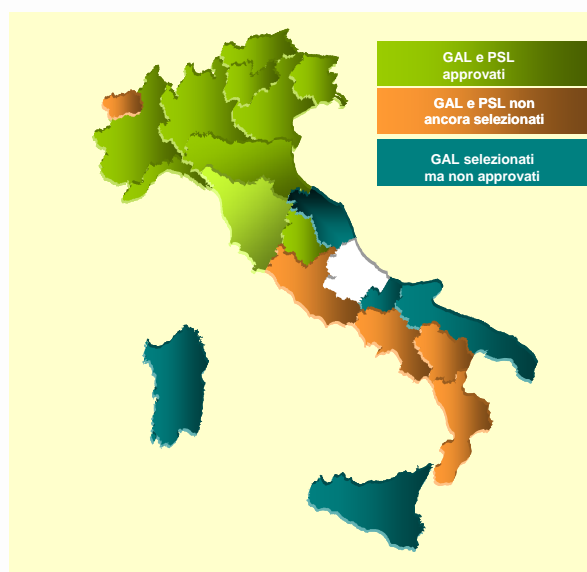 GAL e PSL
approvati
GAL e PSL non
ancora selezionati
GAL selezionati
ma non approvati